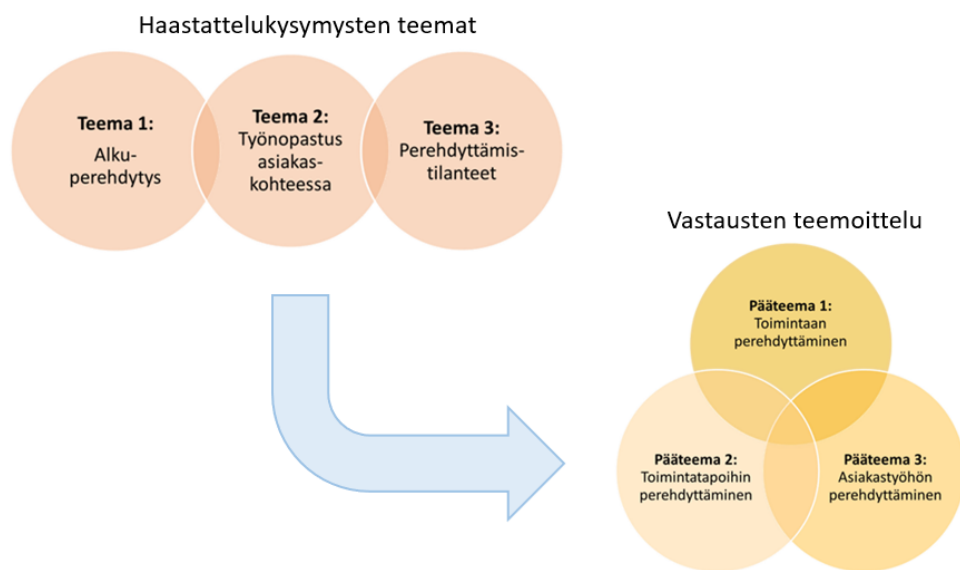 Haastattelukysymysten teemat
Teema 1:
Alku-
perehdytys
Teema 2:
Työnopastus
asiakas-
kohteessa
Teema 3:
Perehdyttämis-
tilanteet
Vastausten teemoittelu
Pääteema 1:
Toimintaan
perehdyttäminen
Pääteema 2:
Toimintatapoihin
perehdyttäminen
Pääteema 3:
Asiakastyöhön
perehdyttäminen